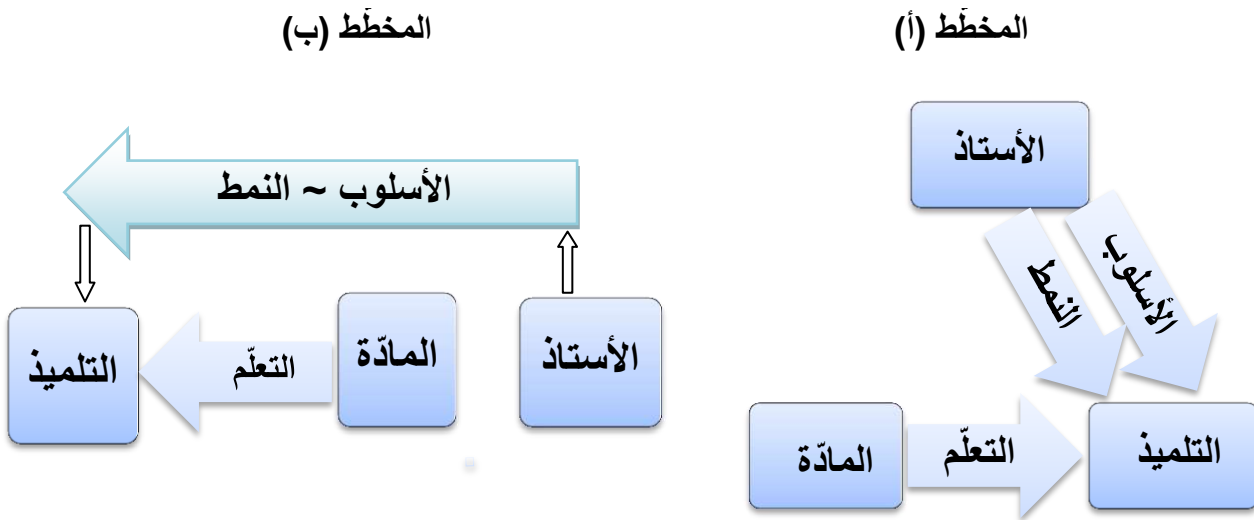 المخطّط (أ)
الأستاذ
الأسلوب
النمط
التلميذ
التعلّم
المادّة
المخطّط (ب)
الأسلوب ~ النمط
الأستاذ
المادّة
التعلّم
التلميذ